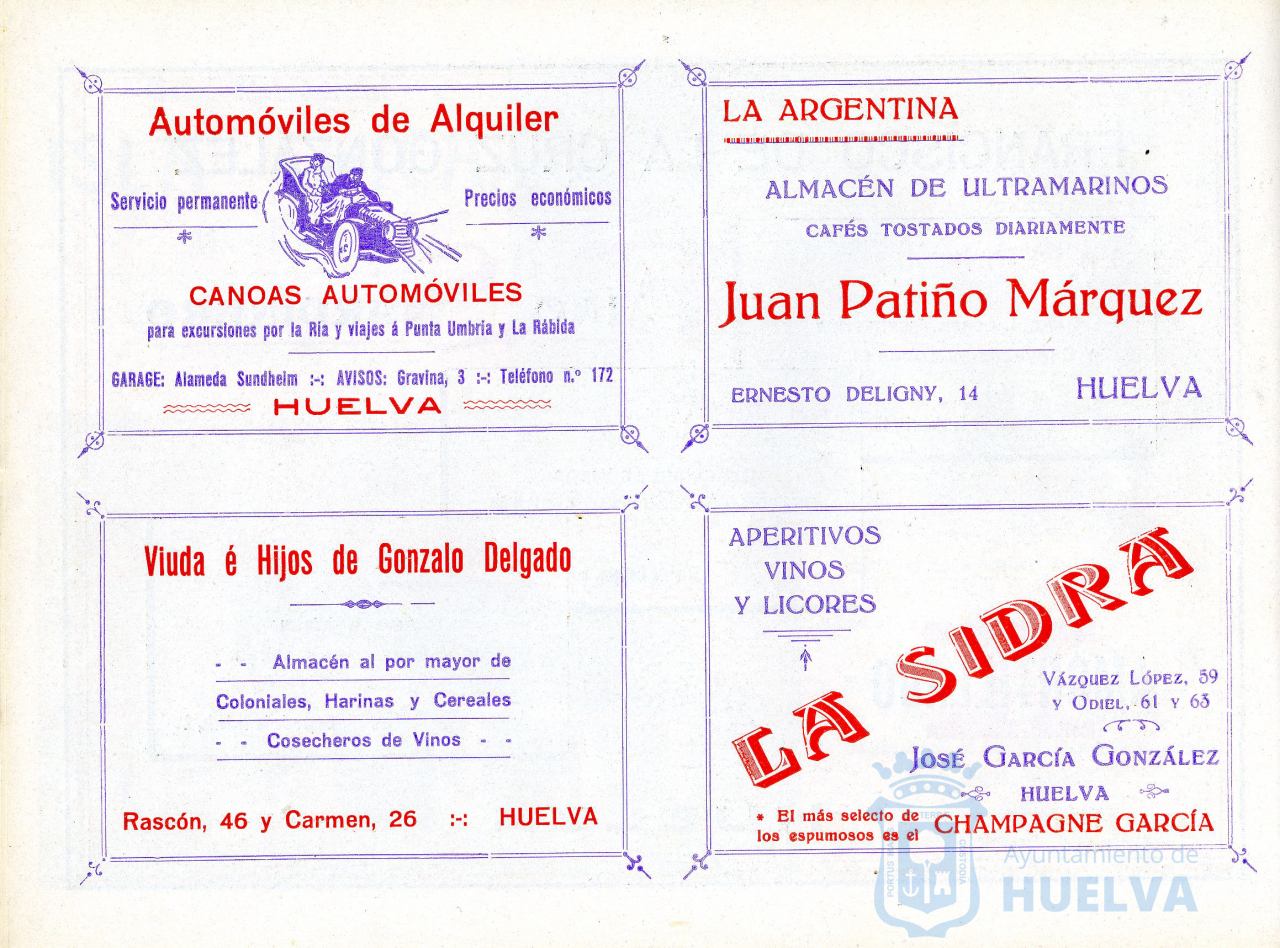 Automóviles de Alquiler
Servicio permanente
Precios económicos
CANOAS AUTOMÓVILES
para excursiones por la Ría y viajes á Punta Umbría y La Rábida
GARAGE: Alameda Sundheim :-: AVISOS: Gravina, 3 :-: Teléfono n.º 172
HUELVA
LA ARGENTINA
ALMACÉN DE ULTRAMARINOS
CAFÉS TOSTADOS DIARIAMENTE
Juan Patiño Márquez
ERNESTO DELIGNY, 14 HUELVA
Viuda é Hijos de Gonzalo Delgado
- - Almacén al por mayor de
Coloniales, Harinas y Cereales
- - Cosecheros de Vinos - -
Rascón, 46 y Carmen, 26 :-: HUELVA
APERITIVOS
VINOS
Y LICORES
LA SIDRA
VÁZQUEZ LÓPEZ, 59
Y ODIEL, 61 Y 63
JOSÉ GARCÍA GONZÁLEZ
HUELVA
* El más selecto de
los espumosos es el CHAMPAGNE GARCÍA
Ayuntamiento de
HUELVA